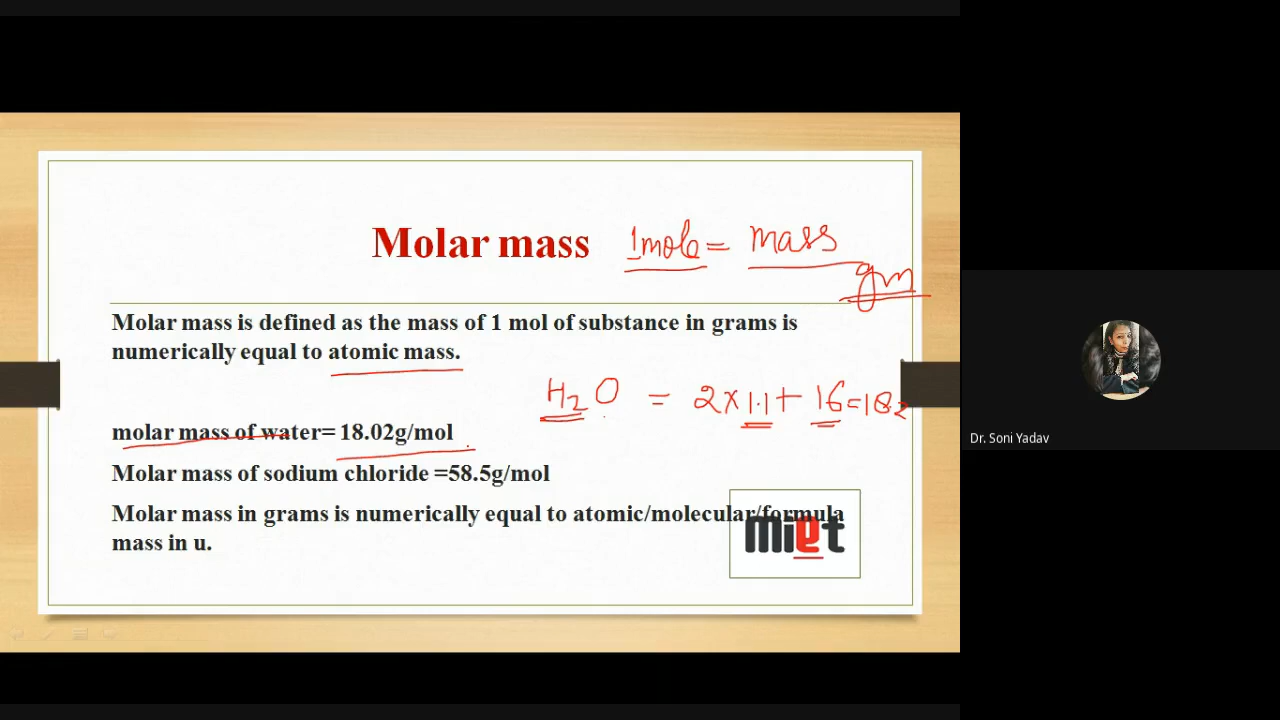 Molar mass 1mole = mass
gm
Molar mass is defined as the mass of 1 mol of substance in grams is
numerically equal to atomic mass.
H2O = 2×1.1+16=18.2
molar mass of water= 18.02g/mol
Dr. Soni Yadav
Molar mass of sodium chloride =58.5g/mol
Molar mass in grams is numerically equal to atomic/molecular/formula
mass in u.
miet